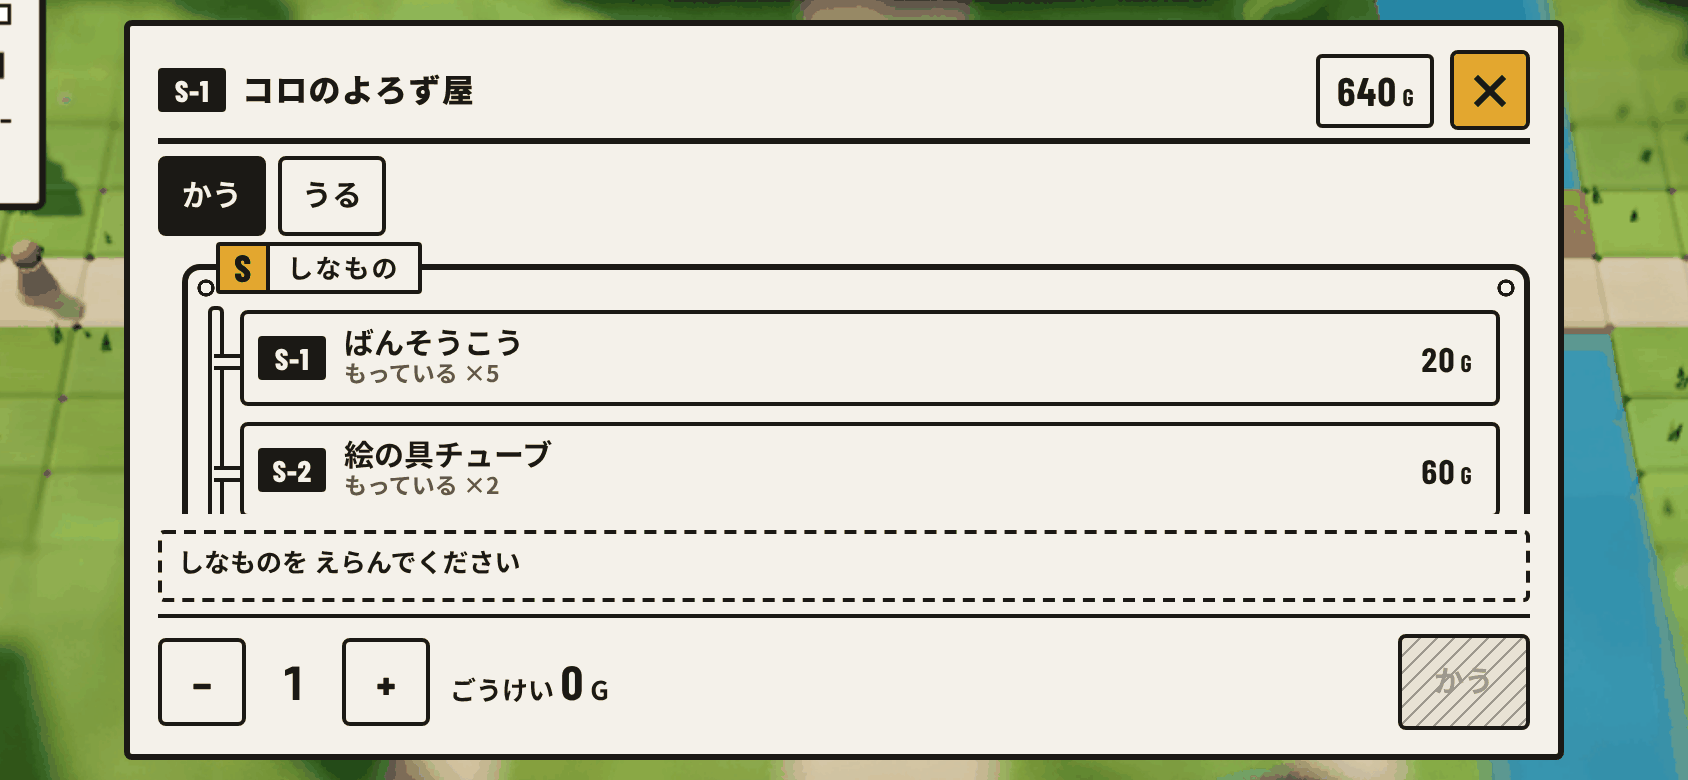 S-1 コロのよろず屋 640 G ×
かう うる
S しなもの
S-1 ばんそうこう 20 G
もっている ×5
S-2 絵の具チューブ 60 G
もっている ×2
しなものを えらんでください
- 1 + ごうけい 0 G かう